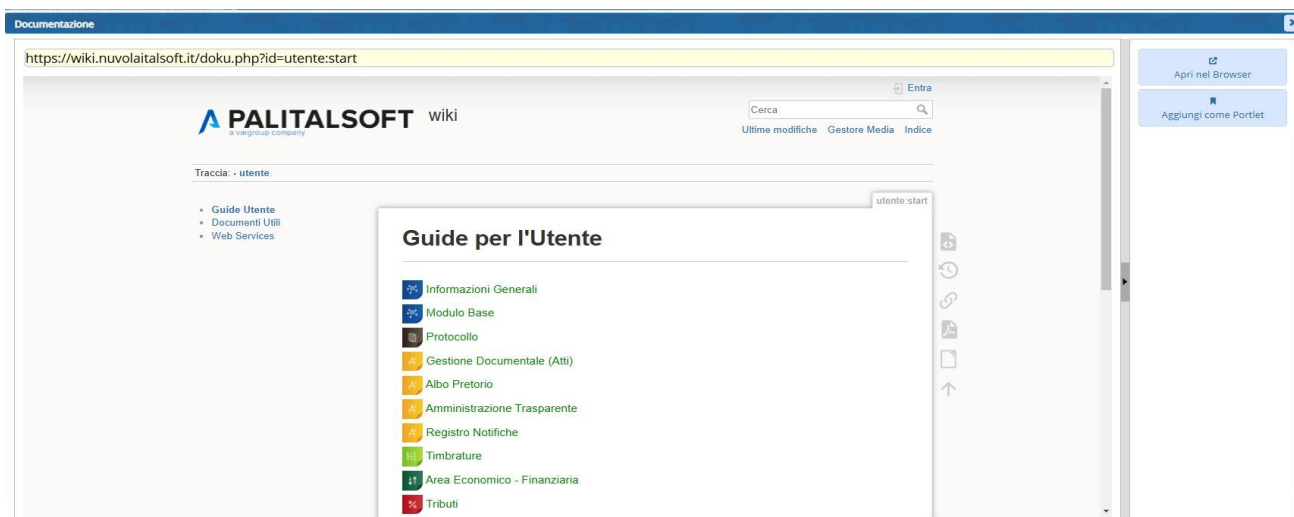 Documentazione
https://wiki.nuvolaitalsoft.it/doku.php?id=utente:start
Apri nel Browser
Aggiungi come Portlet
Entra
PALITALSOFT wiki
a vargroup company
Cerca
Ultime modifiche Gestore Media Indice
Traccia: • utente
utente:start
Guide Utente
Documenti Utili
Web Services
Guide per l'Utente
Informazioni Generali
Modulo Base
Protocollo
Gestione Documentale (Atti)
Albo Pretorio
Amministrazione Trasparente
Registro Notifiche
Timbrature
Area Economico - Finanziaria
Tributi